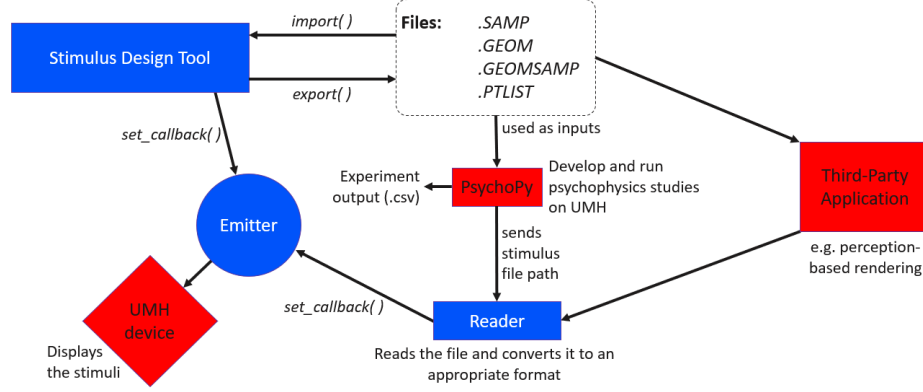 import( )
Files:
.SAMP
.GEOM
.GEOMSAMP
.PTLIST
Stimulus Design Tool
export( )
set_callback( )
used as inputs
Experiment
output (.csv)
PsychoPy
Develop and run
psychophysics studies
on UMH
Third-Party
Application
Emitter
sends
stimulus
file path
e.g. perception-
based rendering
set_callback( )
UMH
device
Displays
the stimuli
Reader
Reads the file and converts it to an
appropriate format